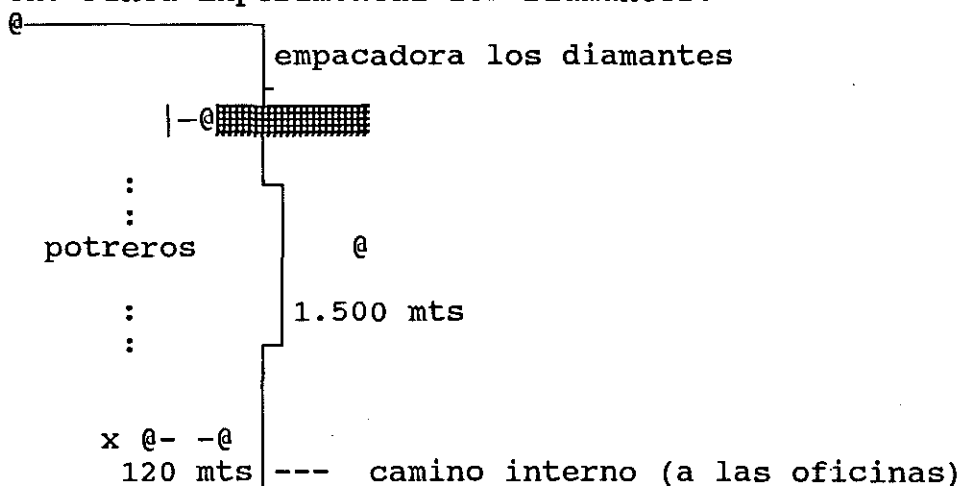 @
empacadora los diamantes
|-@
:
:
potreros @
: 1.500 mts
:
x @- -@
120 mts --- camino interno (a las oficinas)